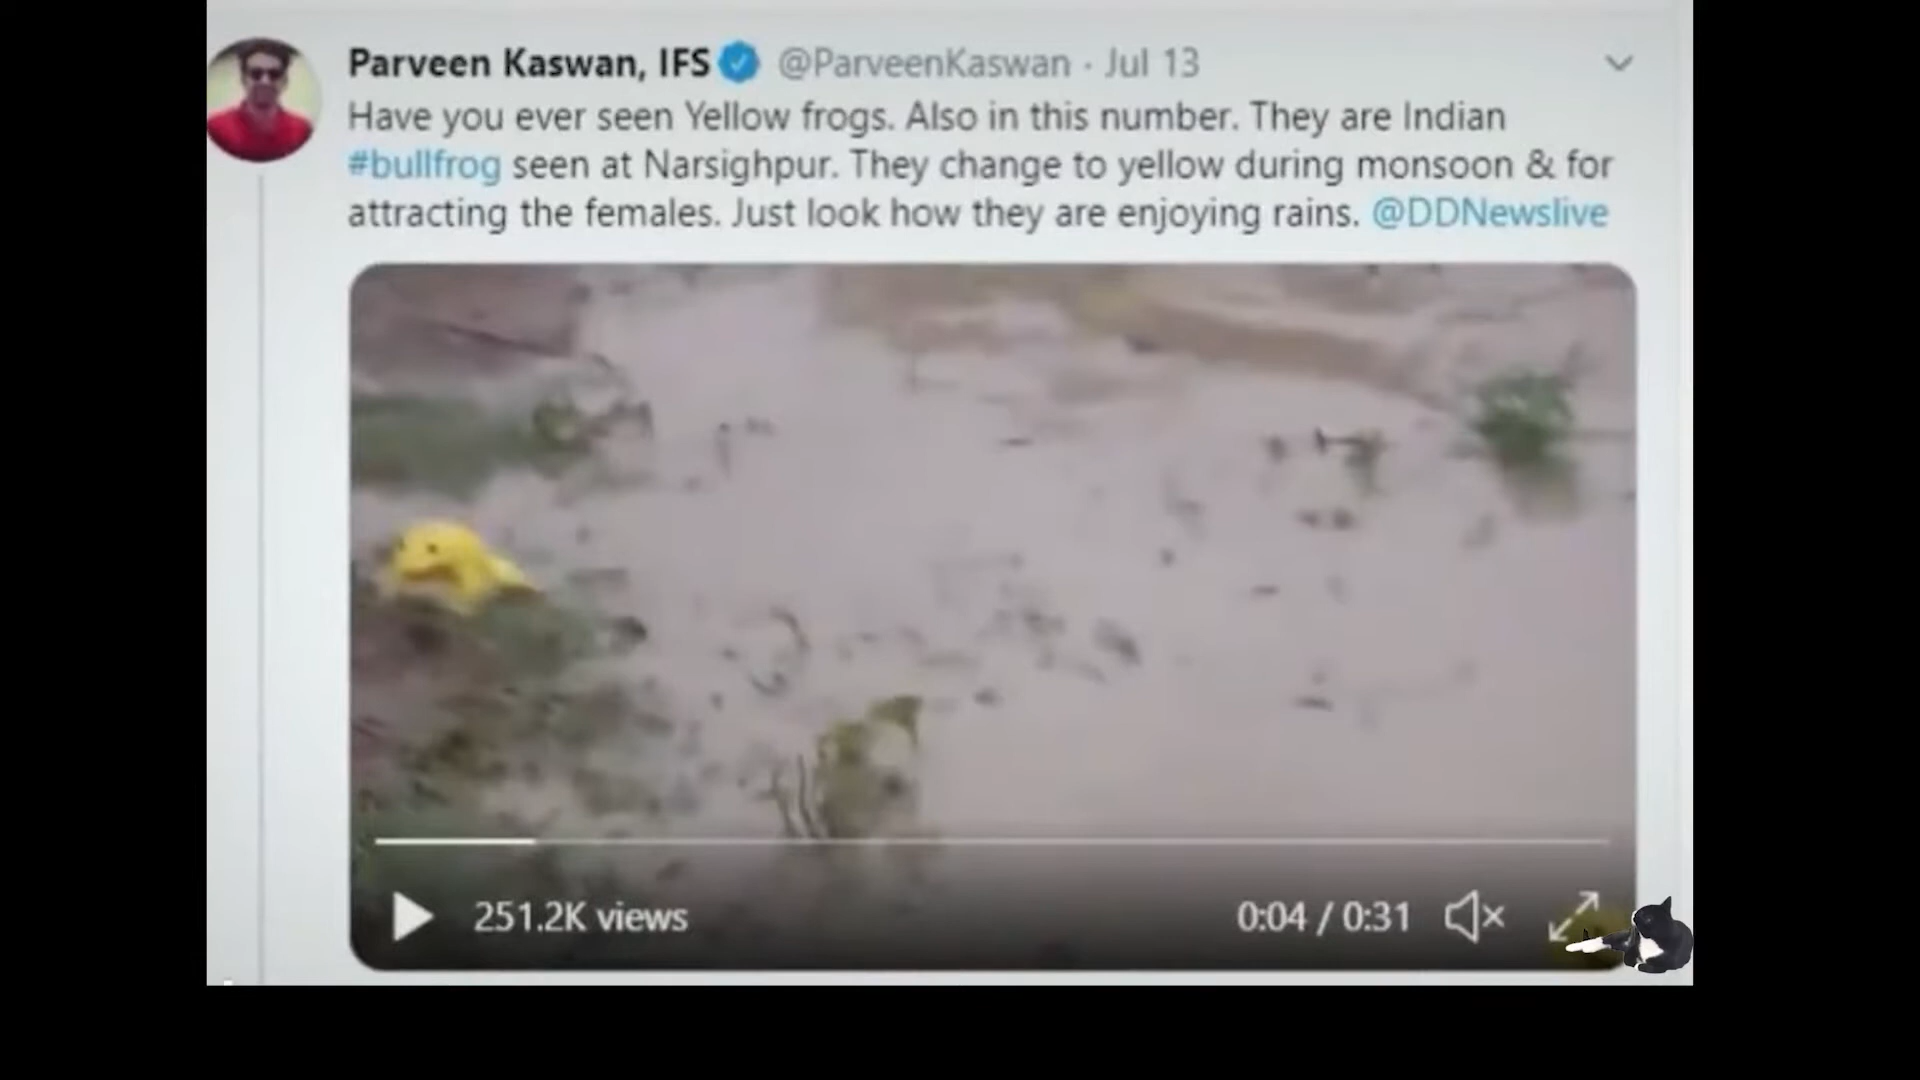 Parveen Kaswan, IFS @ParveenKaswan · Jul 13
Have you ever seen Yellow frogs. Also in this number. They are Indian
#bullfrog seen at Narsighpur. They change to yellow during monsoon & for
attracting the females. Just look how they are enjoying rains. @DDNewslive
251.2K views
0:04 / 0:31